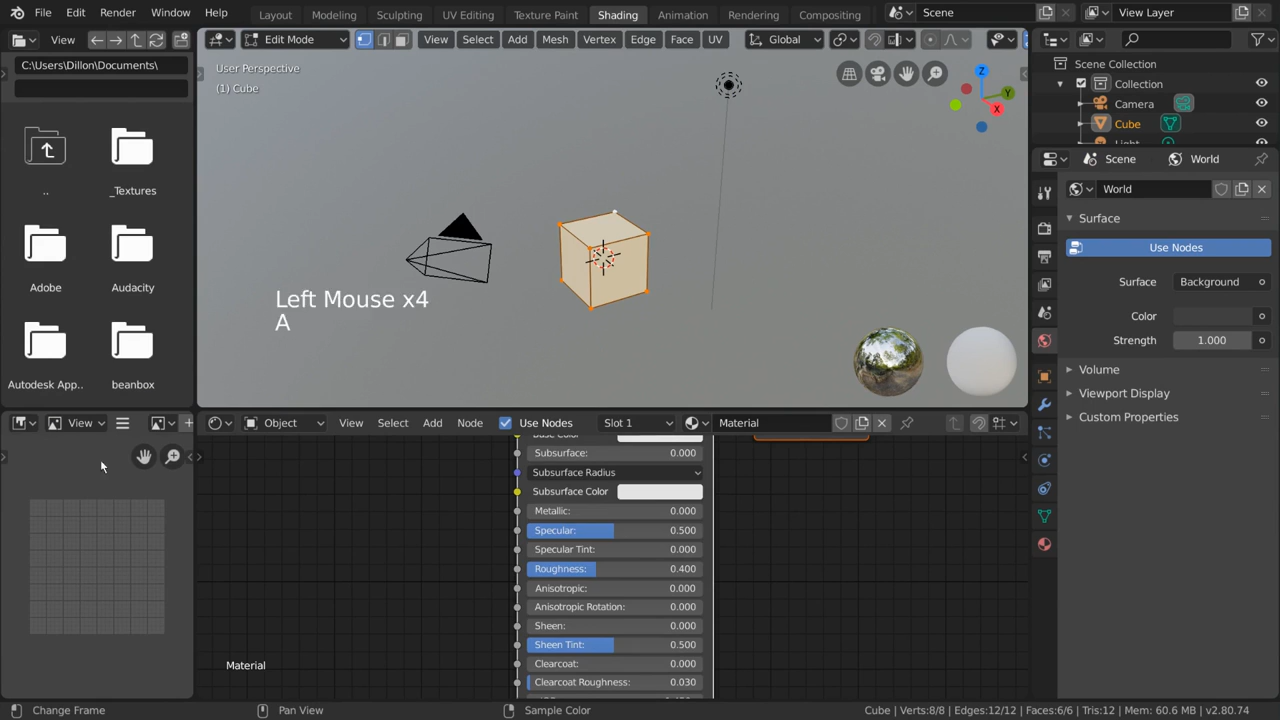 File Edit Render Window Help Layout Modeling Sculpting UV Editing Texture Paint Shading Animation Rendering Compositing Scene View Layer
View Edit Mode View Select Add Mesh Vertex Edge Face UV Global
C:\Users\Dillon\Documents\
User Perspective
(1) Cube
Z
Y
X
Scene Collection
Collection
Camera
Cube
Scene World
World
Surface
Use Nodes
Surface Background
Color
Strength 1.000
Volume
Viewport Display
Custom Properties
.. _Textures
Adobe Audacity
Autodesk App.. beanbox
Left Mouse x4
A
View Object View Select Add Node Use Nodes Slot 1 Material
Subsurface: 0.000
Subsurface Radius
Subsurface Color
Metallic: 0.000
Specular: 0.500
Specular Tint: 0.000
Roughness: 0.400
Anisotropic: 0.000
Anisotropic Rotation: 0.000
Sheen: 0.000
Sheen Tint: 0.500
Clearcoat: 0.000
Clearcoat Roughness: 0.030
Material
Change Frame Pan View Sample Color Cube | Verts:8/8 | Edges:12/12 | Faces:6/6 | Tris:12 | Mem: 60.6 MB | v2.80.74